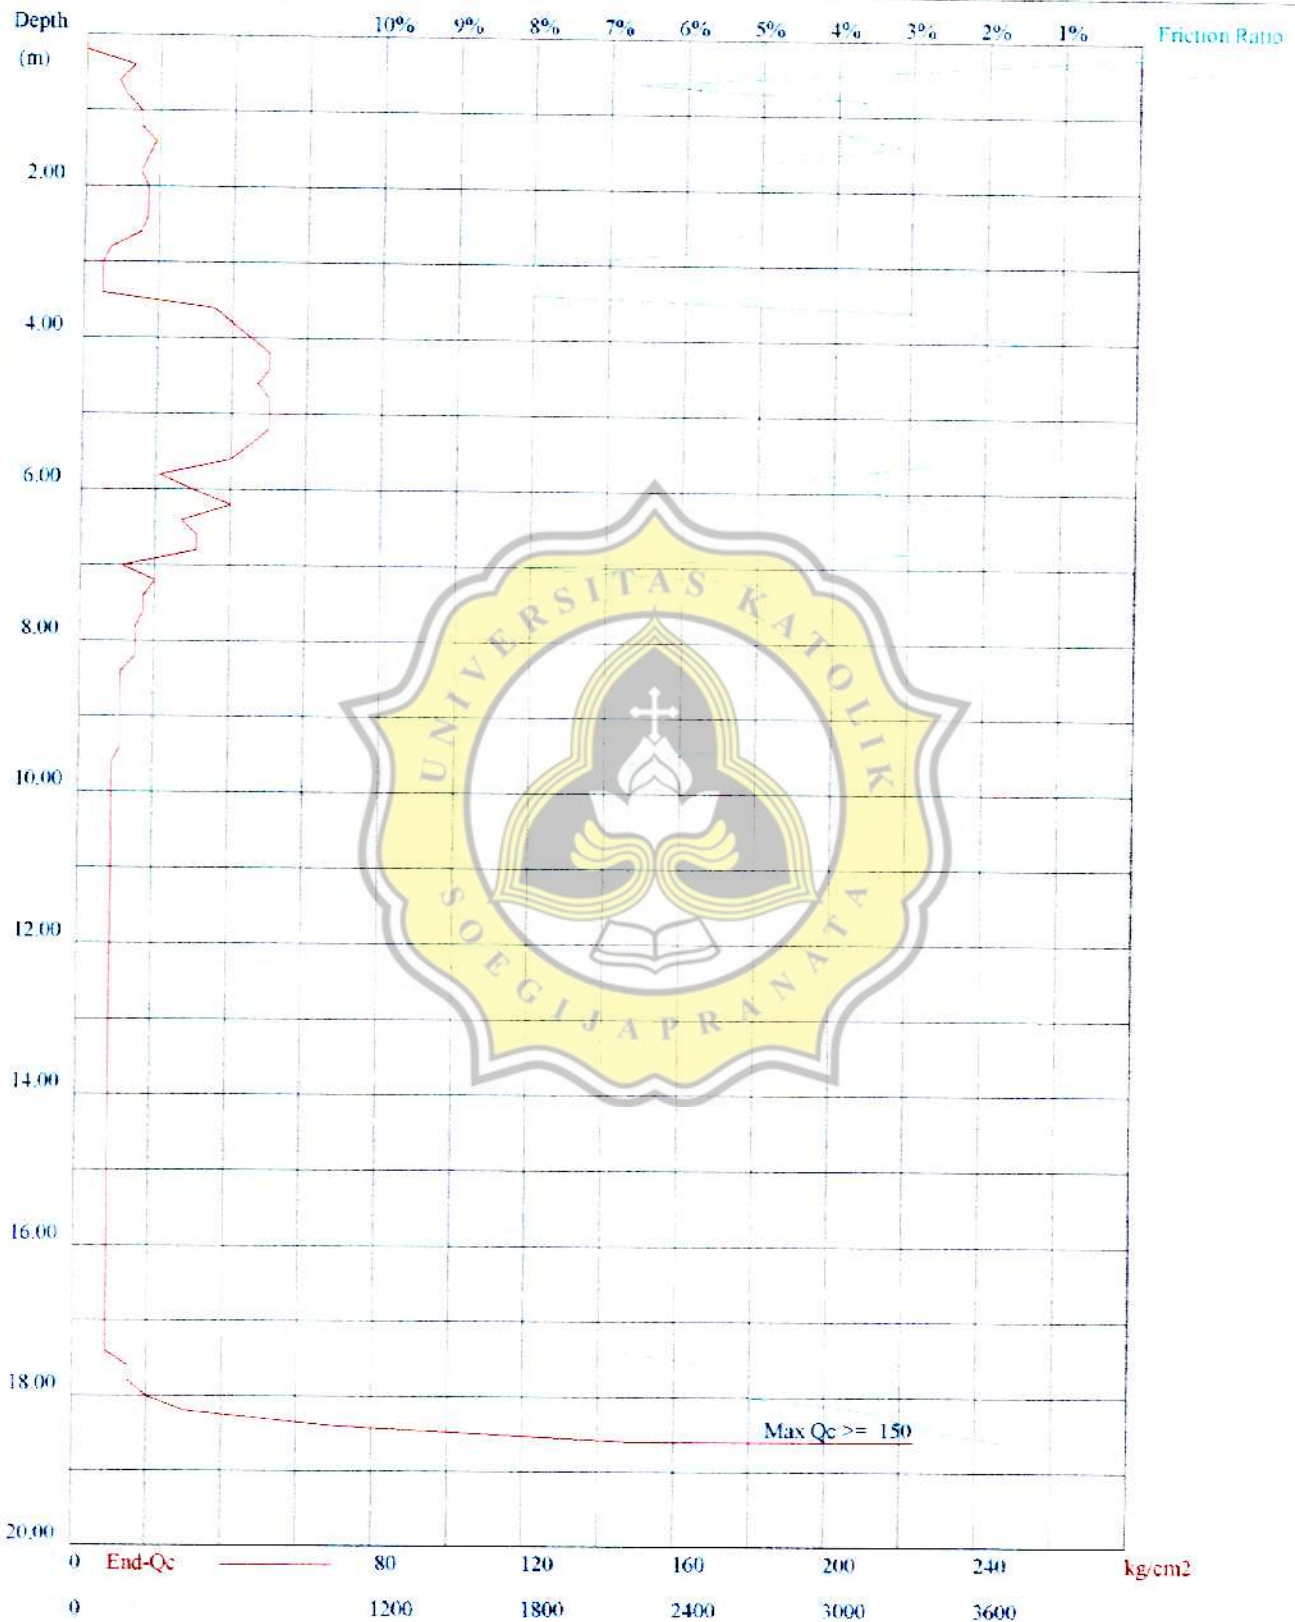 Depth
(m)
10% 9% 8% 7% 6% 5% 4% 3% 2% 1%
Friction Ratio
2.00
4.00
6.00
8.00
10.00
12.00
14.00
16.00
18.00
20.00
UNIVERSITAS KATOLIK
SOEGIJAPRANATA
Max Qc >= 150
0 End-Qc 80 120 160 200 240 kg/cm2
0 1200 1800 2400 3000 3600